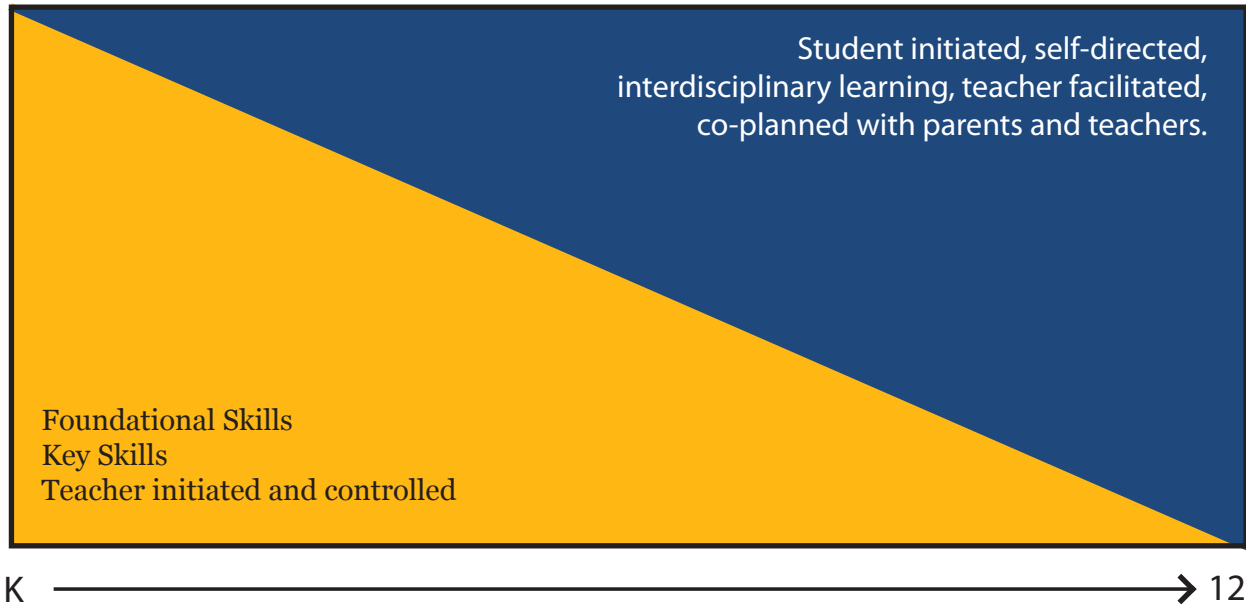 Student initiated, self-directed,
interdisciplinary learning, teacher facilitated,
co-planned with parents and teachers.
Foundational Skills
Key Skills
Teacher initiated and controlled
K 12